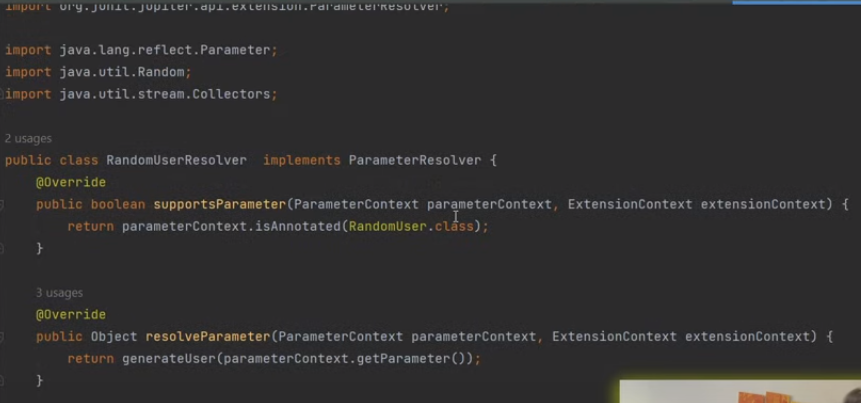 import org.junit.jupiter.api.extension.ParameterResolver;
import java.lang.reflect.Parameter;
import java.util.Random;
import java.util.stream.Collectors;
2 usages
public class RandomUserResolver  implements ParameterResolver {
@Override
public boolean supportsParameter(ParameterContext parameterContext, ExtensionContext extensionContext) {
return parameterContext.isAnnotated(RandomUser.class);
}
3 usages
@Override
public Object resolveParameter(ParameterContext parameterContext, ExtensionContext extensionContext) {
return generateUser(parameterContext.getParameter());
}